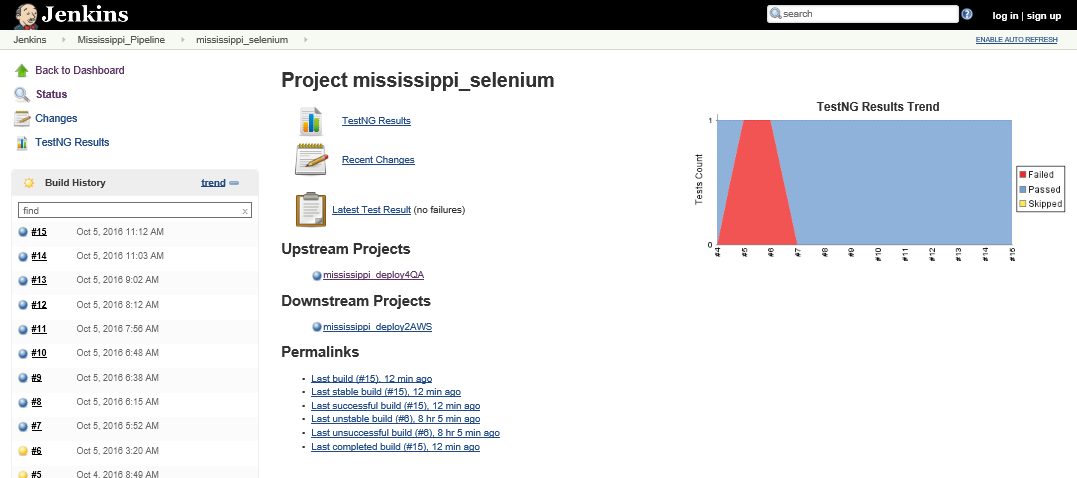 Jenkins
search
log in | sign up
Jenkins
Mississippi_Pipeline
mississippi_selenium
ENABLE AUTO REFRESH
Back to Dashboard
Status
Changes
TestNG Results
Build History
trend
find
x
#15 Oct 5, 2016 11:12 AM
#14 Oct 5, 2016 11:03 AM
#13 Oct 5, 2016 9:02 AM
#12 Oct 5, 2016 8:12 AM
#11 Oct 5, 2016 7:56 AM
#10 Oct 5, 2016 6:48 AM
#9 Oct 5, 2016 6:38 AM
#8 Oct 5, 2016 6:15 AM
#7 Oct 5, 2016 5:52 AM
#6 Oct 5, 2016 3:20 AM
#5 Oct 4, 2016 8:49 AM
Project mississippi_selenium
TestNG Results
Recent Changes
Latest Test Result (no failures)
Upstream Projects
mississippi_deploy4QA
Downstream Projects
mississippi_deploy2AWS
Permalinks
Last build (#15), 12 min ago
Last stable build (#15), 12 min ago
Last successful build (#15), 12 min ago
Last unstable build (#6), 8 hr 5 min ago
Last unsuccessful build (#6), 8 hr 5 min ago
Last completed build (#15), 12 min ago
TestNG Results Trend
Tests Count
1
0
#4 #5 #6 #7 #8 #9 #10 #11 #12 #13 #14 #15
Failed
Passed
Skipped